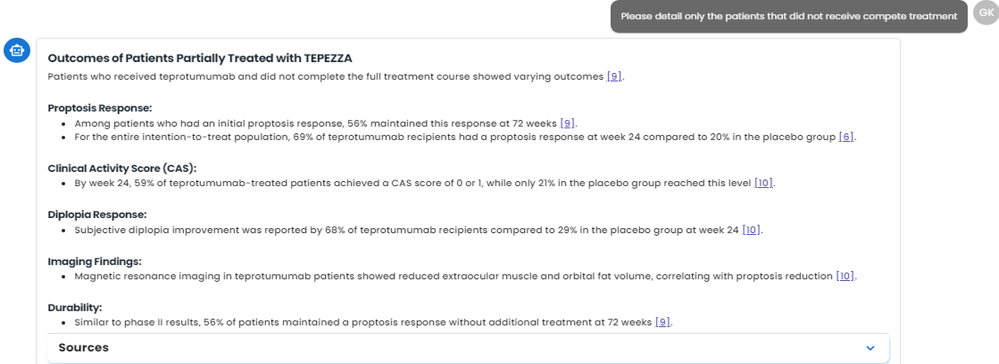 Please detail only the patients that did not receive compete treatment
GK
Outcomes of Patients Partially Treated with TEPEZZA
Patients who received teprotumumab and did not complete the full treatment course showed varying outcomes [9].
Proptosis Response:
• Among patients who had an initial proptosis response, 56% maintained this response at 72 weeks [9].
• For the entire intention-to-treat population, 69% of teprotumumab recipients had a proptosis response at week 24 compared to 20% in the placebo group [6].
Clinical Activity Score (CAS):
• By week 24, 59% of teprotumumab-treated patients achieved a CAS score of 0 or 1, while only 21% in the placebo group reached this level [10].
Diplopia Response:
• Subjective diplopia improvement was reported by 68% of teprotumumab recipients compared to 29% in the placebo group at week 24 [10].
Imaging Findings:
• Magnetic resonance imaging in teprotumumab patients showed reduced extraocular muscle and orbital fat volume, correlating with proptosis reduction [10].
Durability:
• Similar to phase II results, 56% of patients maintained a proptosis response without additional treatment at 72 weeks [9].
Sources